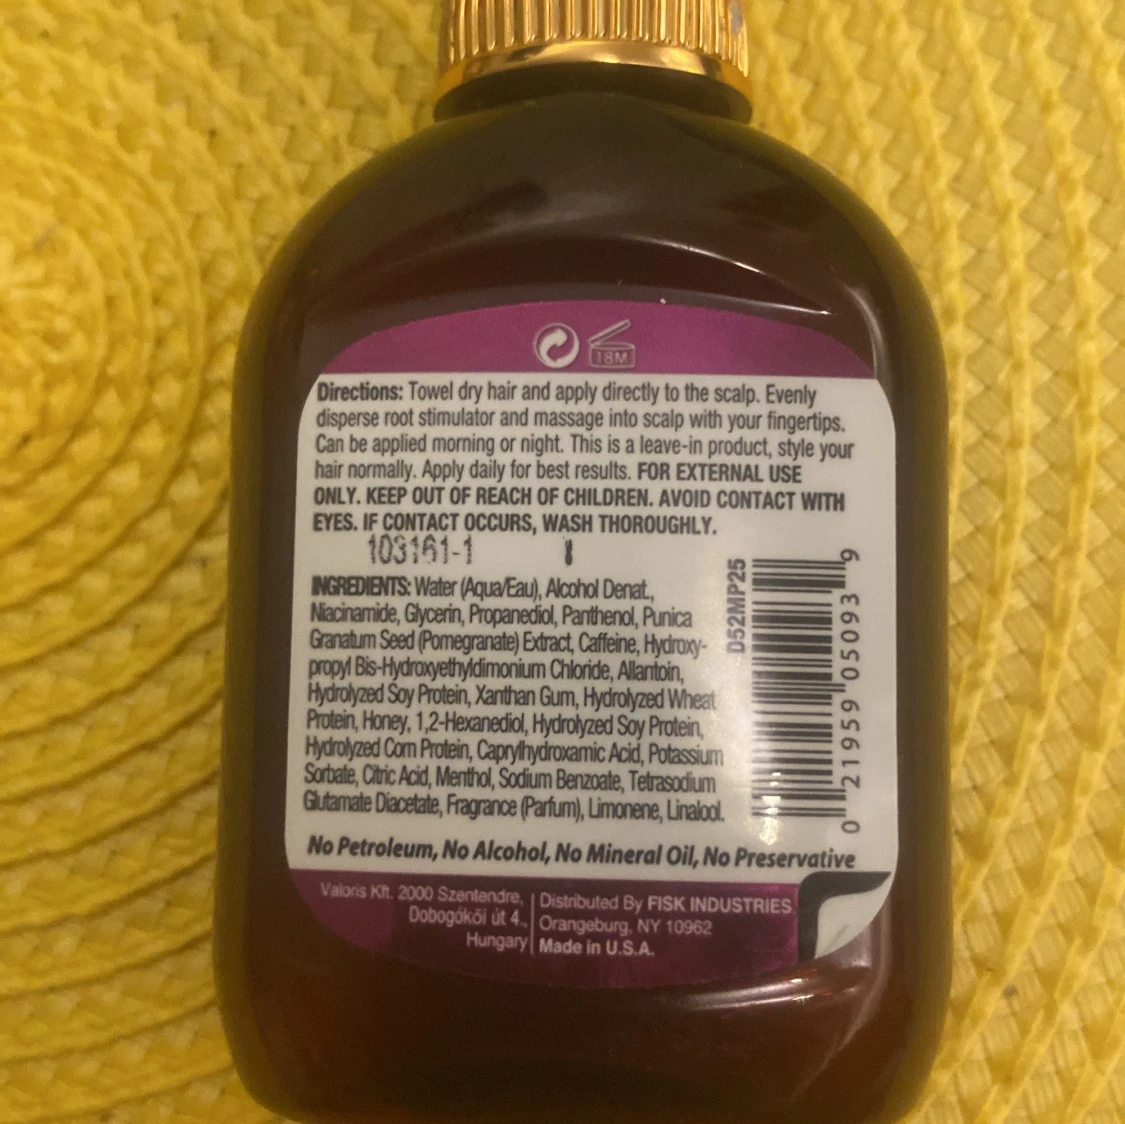 18M
Directions: Towel dry hair and apply directly to the scalp. Evenly
disperse root stimulator and massage into scalp with your fingertips.
Can be applied morning or night. This is a leave-in product, style your
hair normally. Apply daily for best results. FOR EXTERNAL USE
ONLY. KEEP OUT OF REACH OF CHILDREN. AVOID CONTACT WITH
EYES. IF CONTACT OCCURS, WASH THOROUGHLY.
103161-1
INGREDIENTS: Water (Aqua/Eau), Alcohol Denat.,
Niacinamide, Glycerin, Propanediol, Panthenol, Punica
Granatum Seed (Pomegranate) Extract, Caffeine, Hydroxy-
propyl Bis-Hydroxyethyldimonium Chloride, Allantoin,
Hydrolyzed Soy Protein, Xanthan Gum, Hydrolyzed Wheat
Protein, Honey, 1,2-Hexanediol, Hydrolyzed Soy Protein,
Hydrolyzed Corn Protein, Caprylhydroxamic Acid, Potassium
Sorbate, Citric Acid, Menthol, Sodium Benzoate, Tetrasodium
Glutamate Diacetate, Fragrance (Parfum), Limonene, Linalool.
D52MP25
0 21959 05093 9
No Petroleum, No Alcohol, No Mineral Oil, No Preservative
Valoris Kft. 2000 Szentendre,
Dobogókői út 4.,
Hungary
Distributed By FISK INDUSTRIES
Orangeburg, NY 10962
Made in U.S.A.